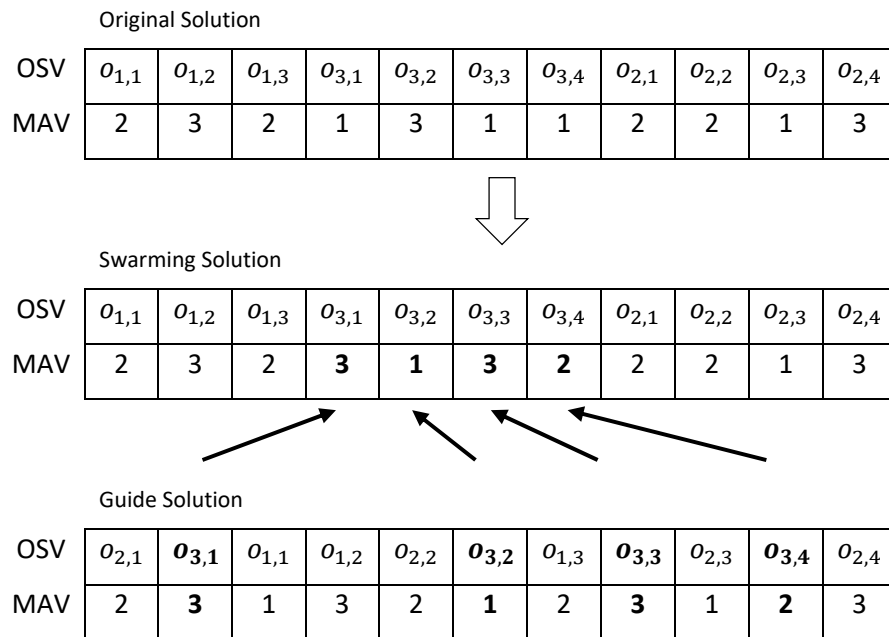 Original Solution
OSV o1,1 o1,2 o1,3 o3,1 o3,2 o3,3 o3,4 o2,1 o2,2 o2,3 o2,4
MAV 2 3 2 1 3 1 1 2 2 1 3
Swarming Solution
OSV o1,1 o1,2 o1,3 o3,1 o3,2 o3,3 o3,4 o2,1 o2,2 o2,3 o2,4
MAV 2 3 2 3 1 3 2 2 2 1 3
Guide Solution
OSV o2,1 o3,1 o1,1 o1,2 o2,2 o3,2 o1,3 o3,3 o2,3 o3,4 o2,4
MAV 2 3 1 3 2 1 2 3 1 2 3